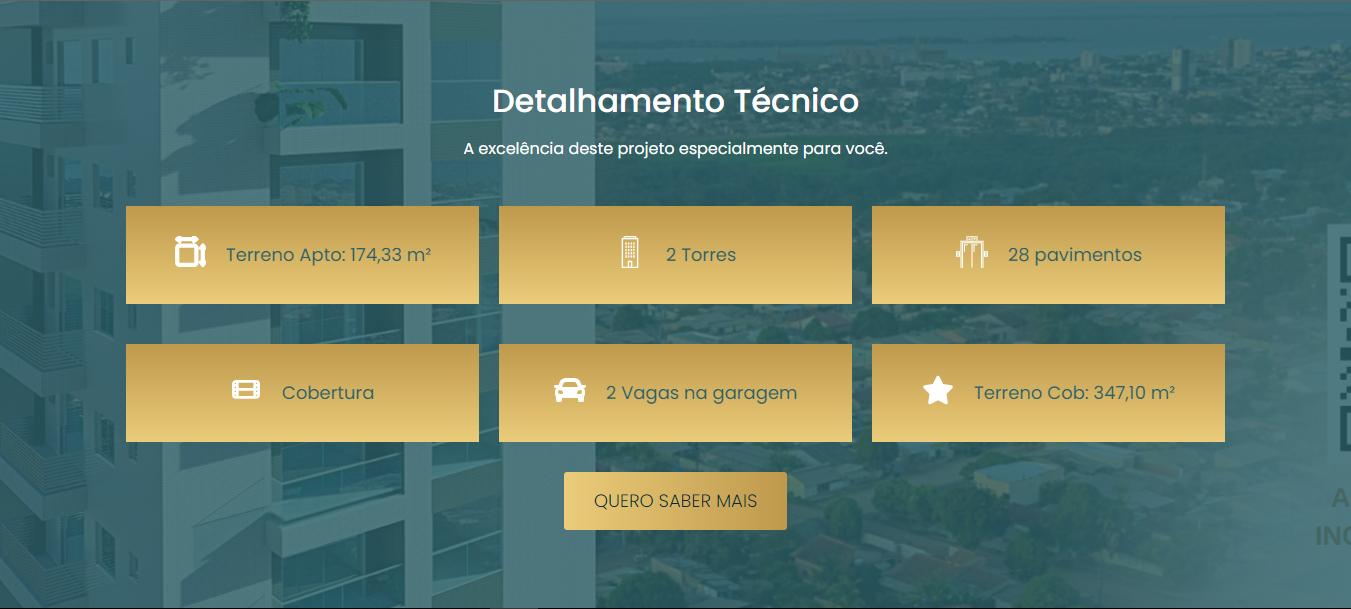 Detalhamento Técnico
A excelência deste projeto especialmente para você.
Terreno Apto: 174,33 m²
2 Torres
28 pavimentos
Cobertura
2 Vagas na garagem
Terreno Cob: 347,10 m²
QUERO SABER MAIS